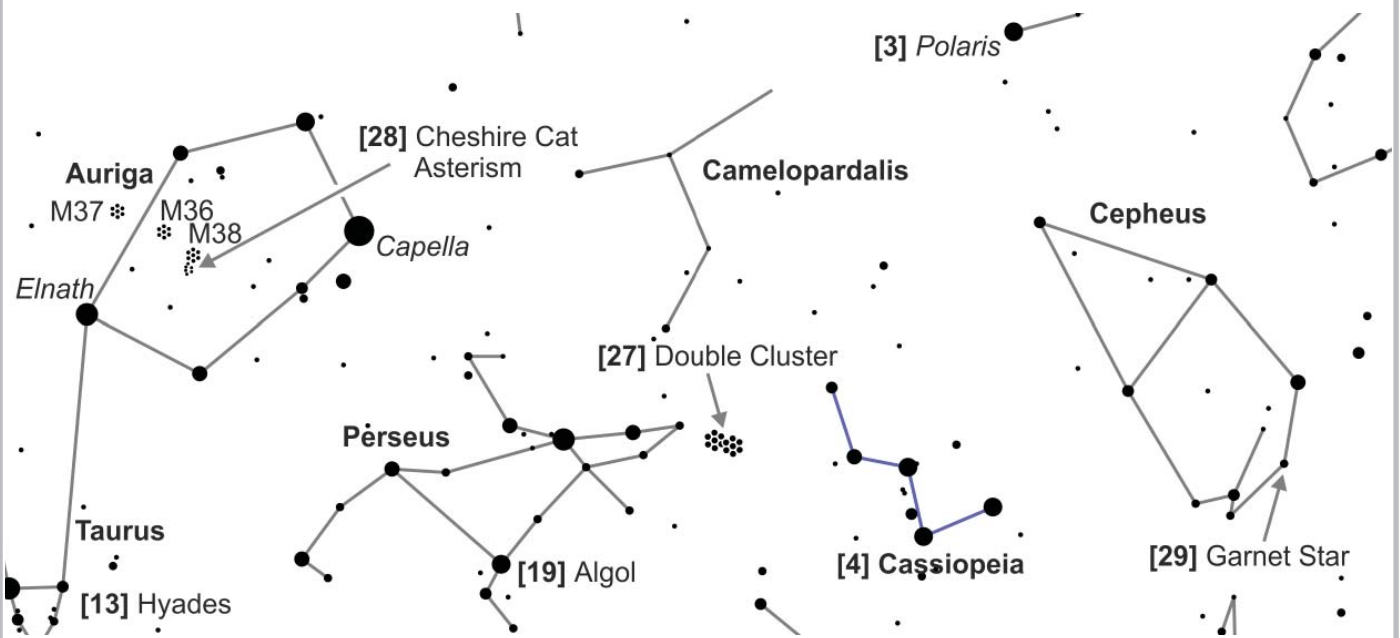 [3] Polaris
[28] Cheshire Cat
Asterism
Auriga
Camelopardalis
M37
M36
M38
Cepheus
Capella
Elnath
[27] Double Cluster
Perseus
Taurus
[19] Algol
[4] Cassiopeia
[29] Garnet Star
[13] Hyades